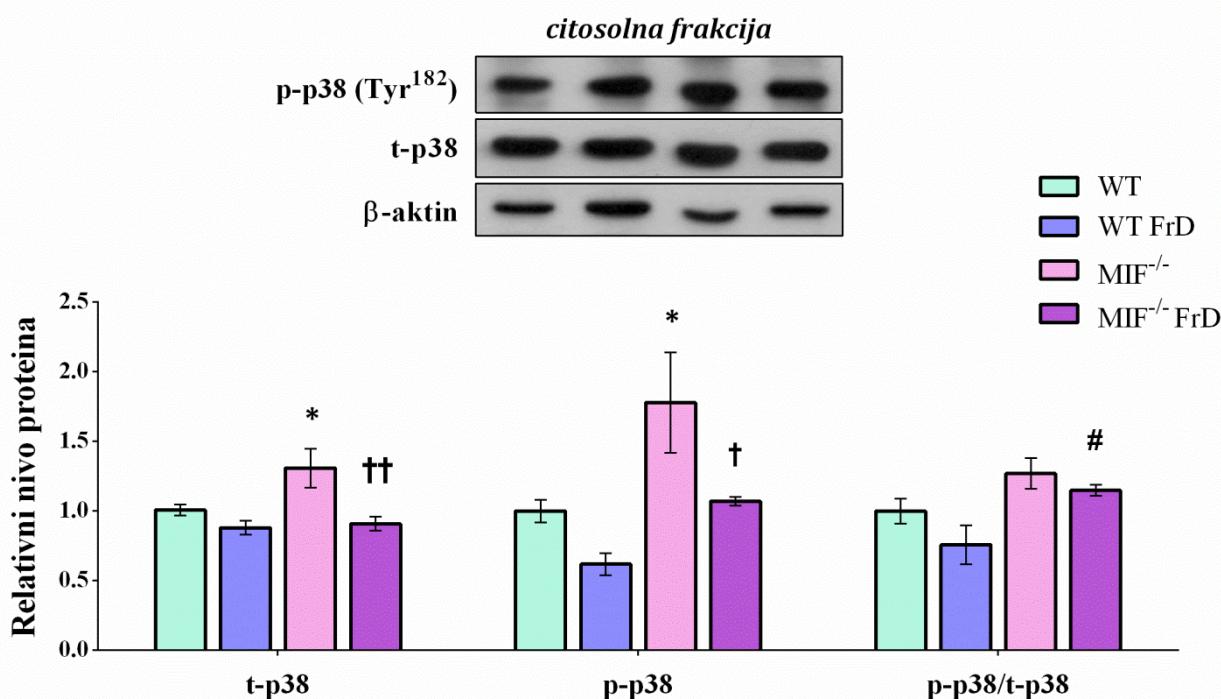 citosolna frakcija
p-p38 (Tyr¹⁸²)
t-p38
β-aktin
WT
WT FrD
MIF⁻/⁻
MIF⁻/⁻ FrD
Relativni nivo proteina
2.5
2.0
1.5
1.0
0.5
0.0
*
††
*
†
#
t-p38
p-p38
p-p38/t-p38